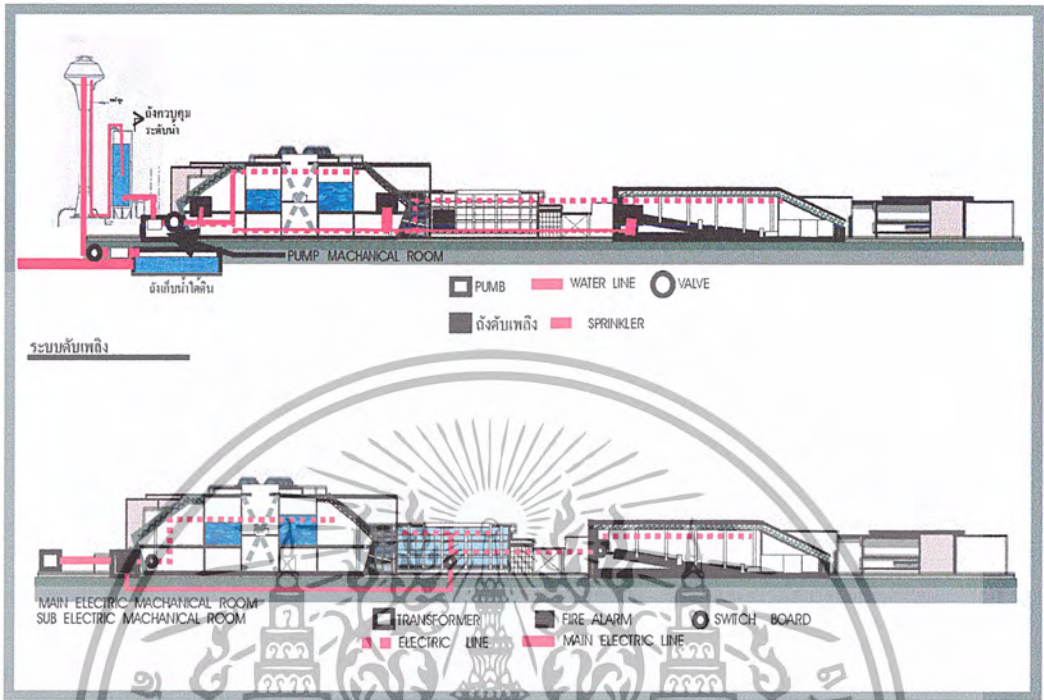 ถังควบคุม
ระดับน้ำ
PUMP MACHANICAL ROOM
ถังเก็บน้ำใต้ดิน
PUMB WATER LINE VALVE
ถังดับเพลิง SPRINKLER
ระบบดับเพลิง
MAIN ELECTRIC MACHANICAL ROOM
SUB ELECTRIC MACHANICAL ROOM
TRANSFORMER FIRE ALARM SWITCH BOARD
ELECTRIC LINE MAIN ELECTRIC LINE